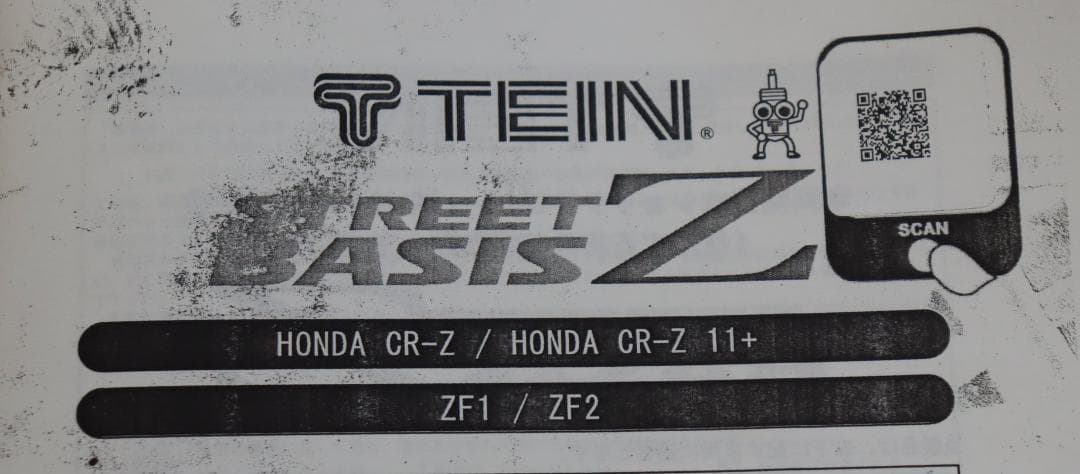 TEIN®
STREET
BASIS Z
SCAN
HONDA CR-Z / HONDA CR-Z 11+
ZF1 / ZF2